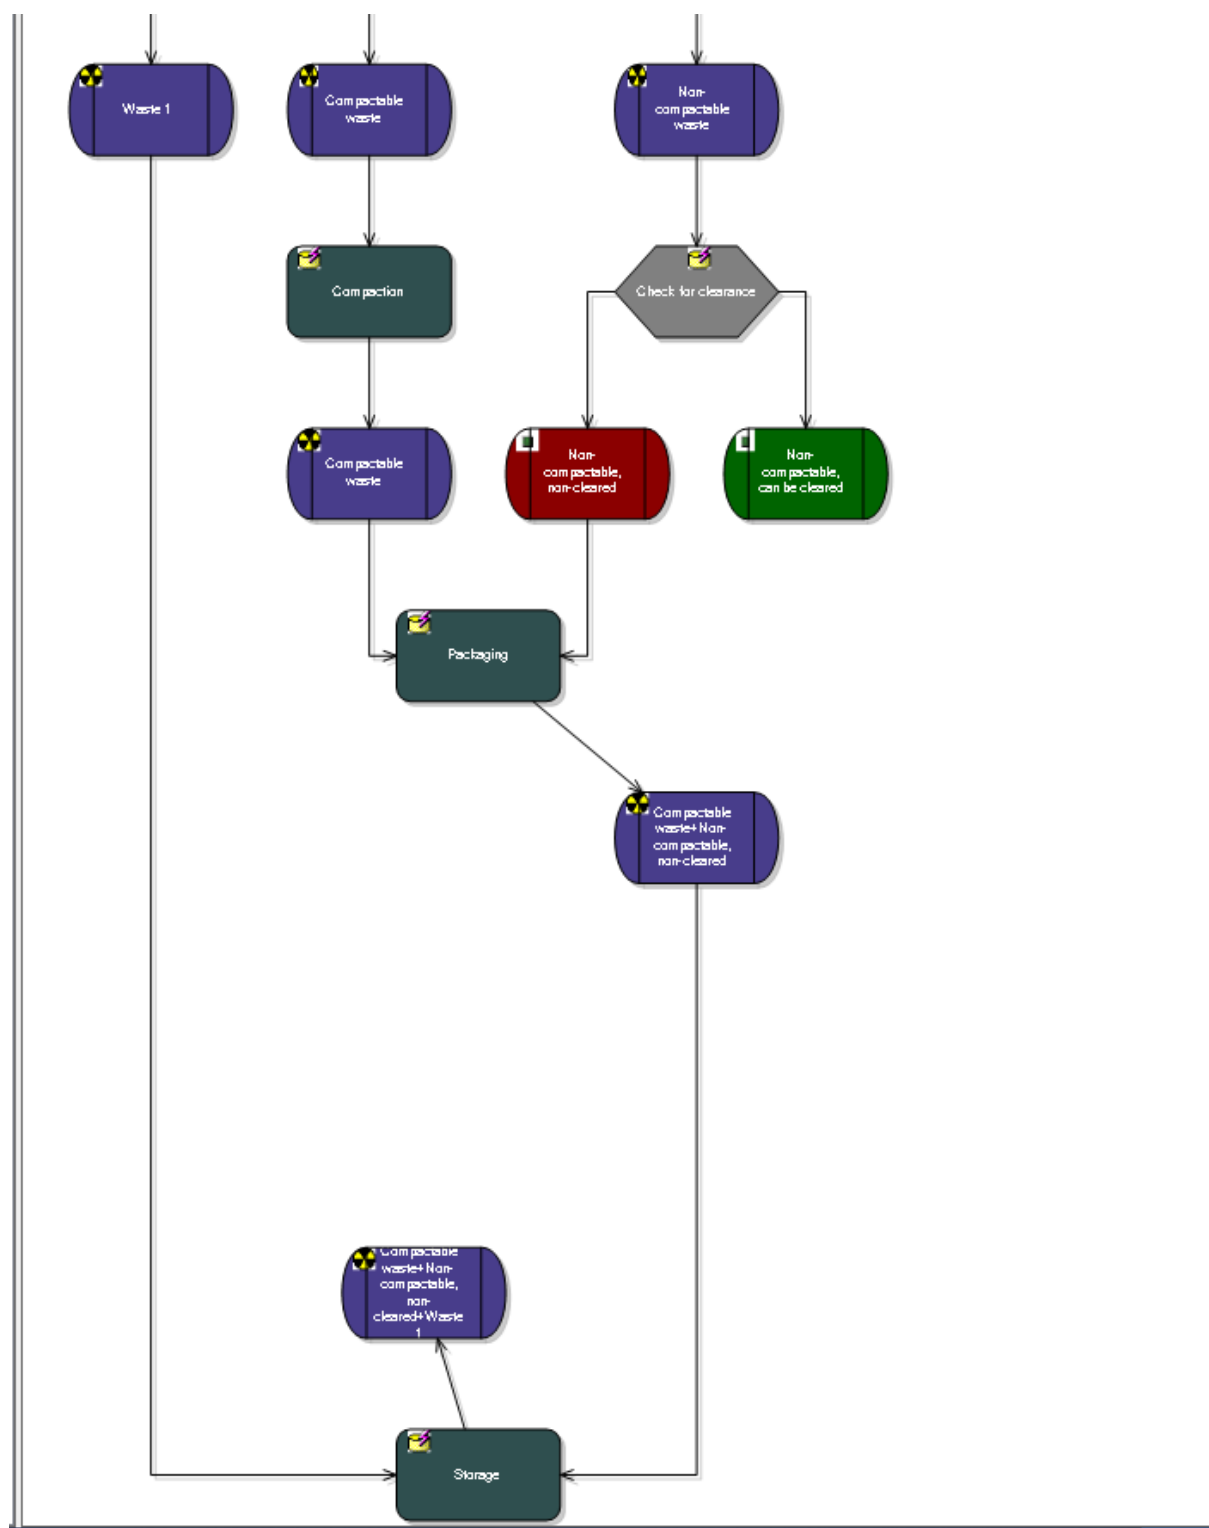 Waste 1
Compactable
waste
Non-
compactable
waste
Compaction
Check for clearance
Compactable
waste
Non-
compactable,
non-cleared
Non-
compactable,
can be cleared
Packaging
Compactable
waste+Non-
compactable,
non-cleared
Compactable
waste+Non-
compactable,
non-
cleared+Waste
1
Storage